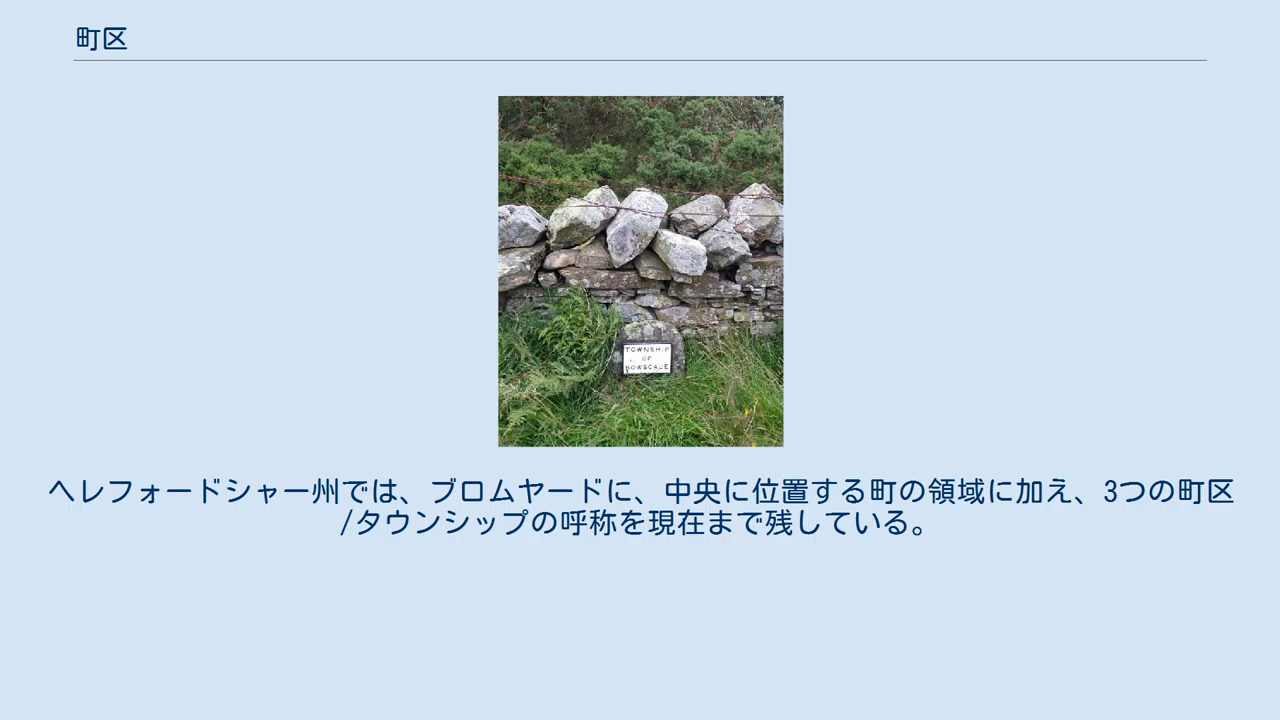 町区
TOWNSHIP
OF
BOWSCALE
ヘレフォードシャー州では、ブロムヤードに、中央に位置する町の領域に加え、3つの町区
/タウンシップの呼称を現在まで残している。